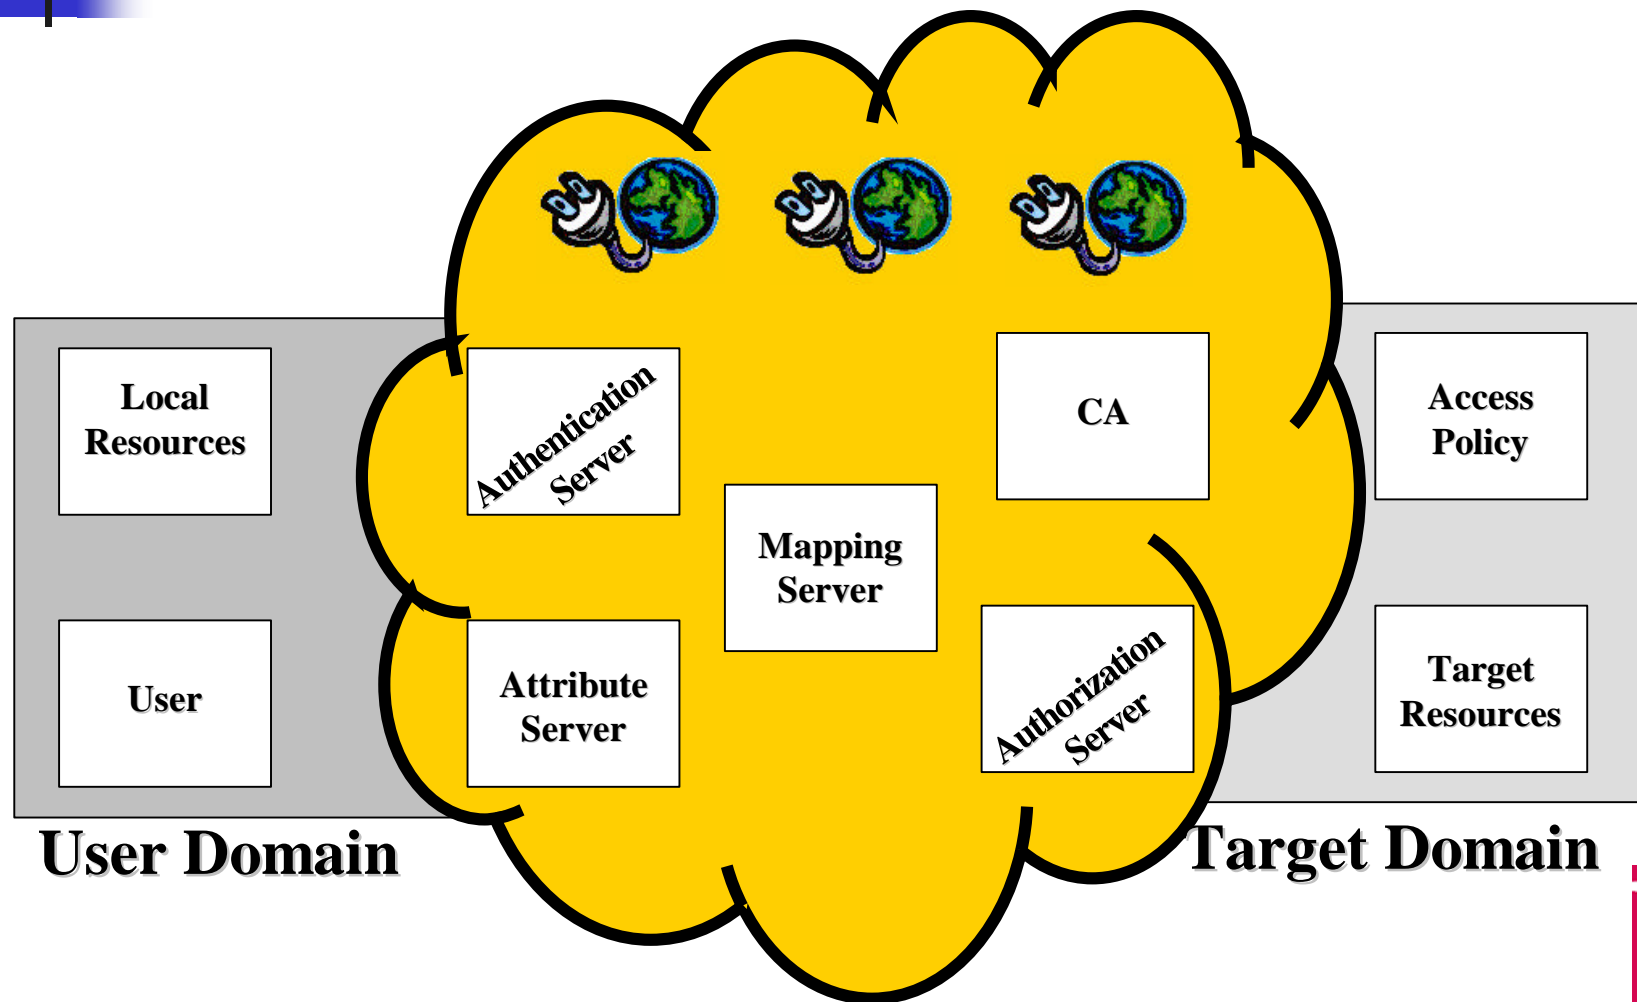 Local
Resources
Authentication
Server
CA
Access
Policy
Mapping
Server
User
Attribute
Server
Authorization
Server
Target
Resources
User Domain
Target Domain